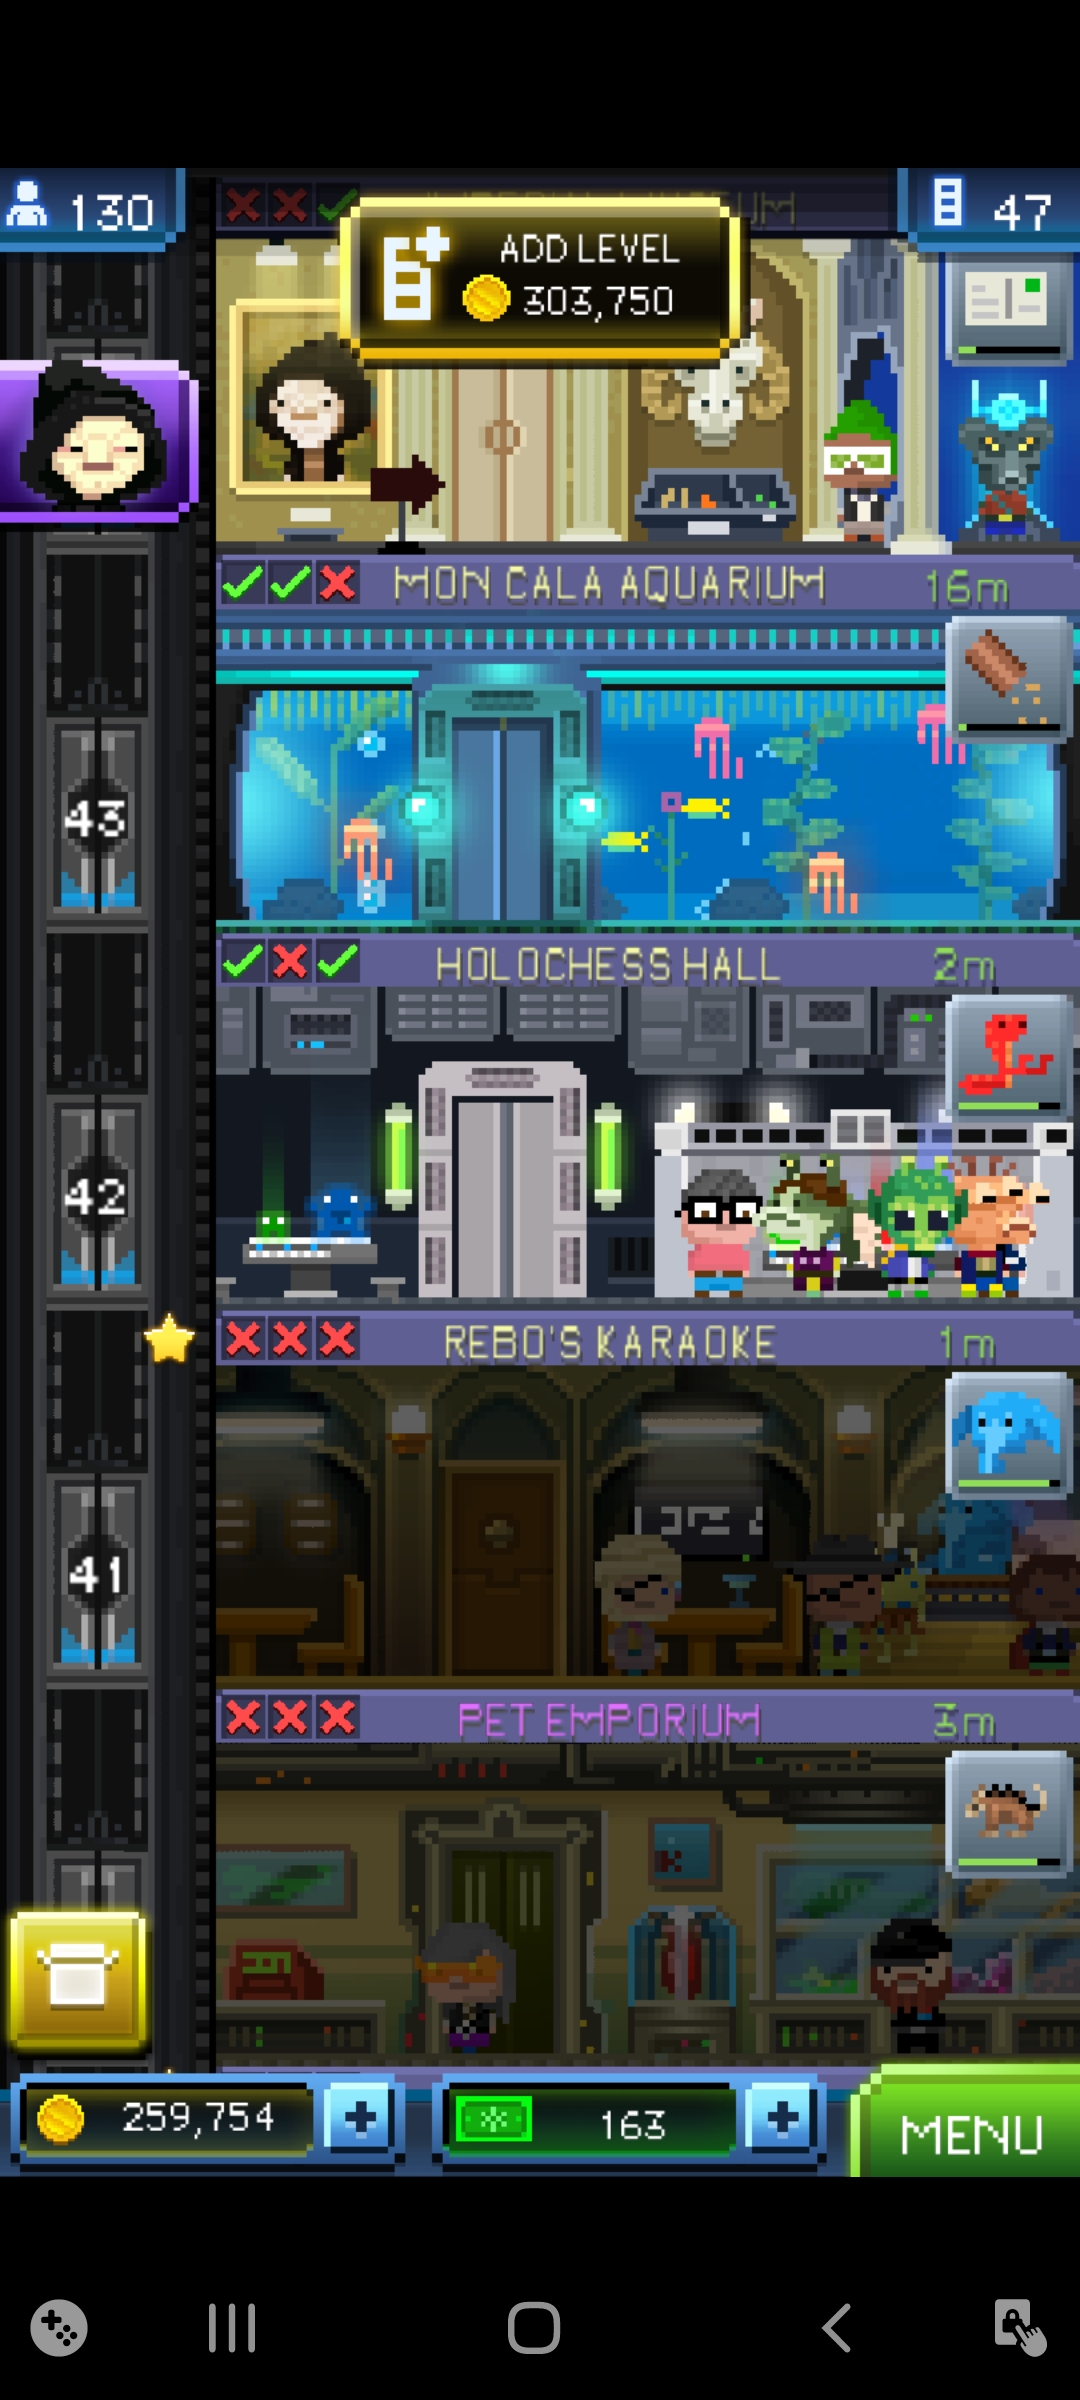 130
47
ADD LEVEL
303,750
MON CALA AQUARIUM 16m
43
HOLOCHESS HALL 2m
42
REBO'S KARAOKE 1m
41
PET EMPORIUM 3m
259,754
163
MENU